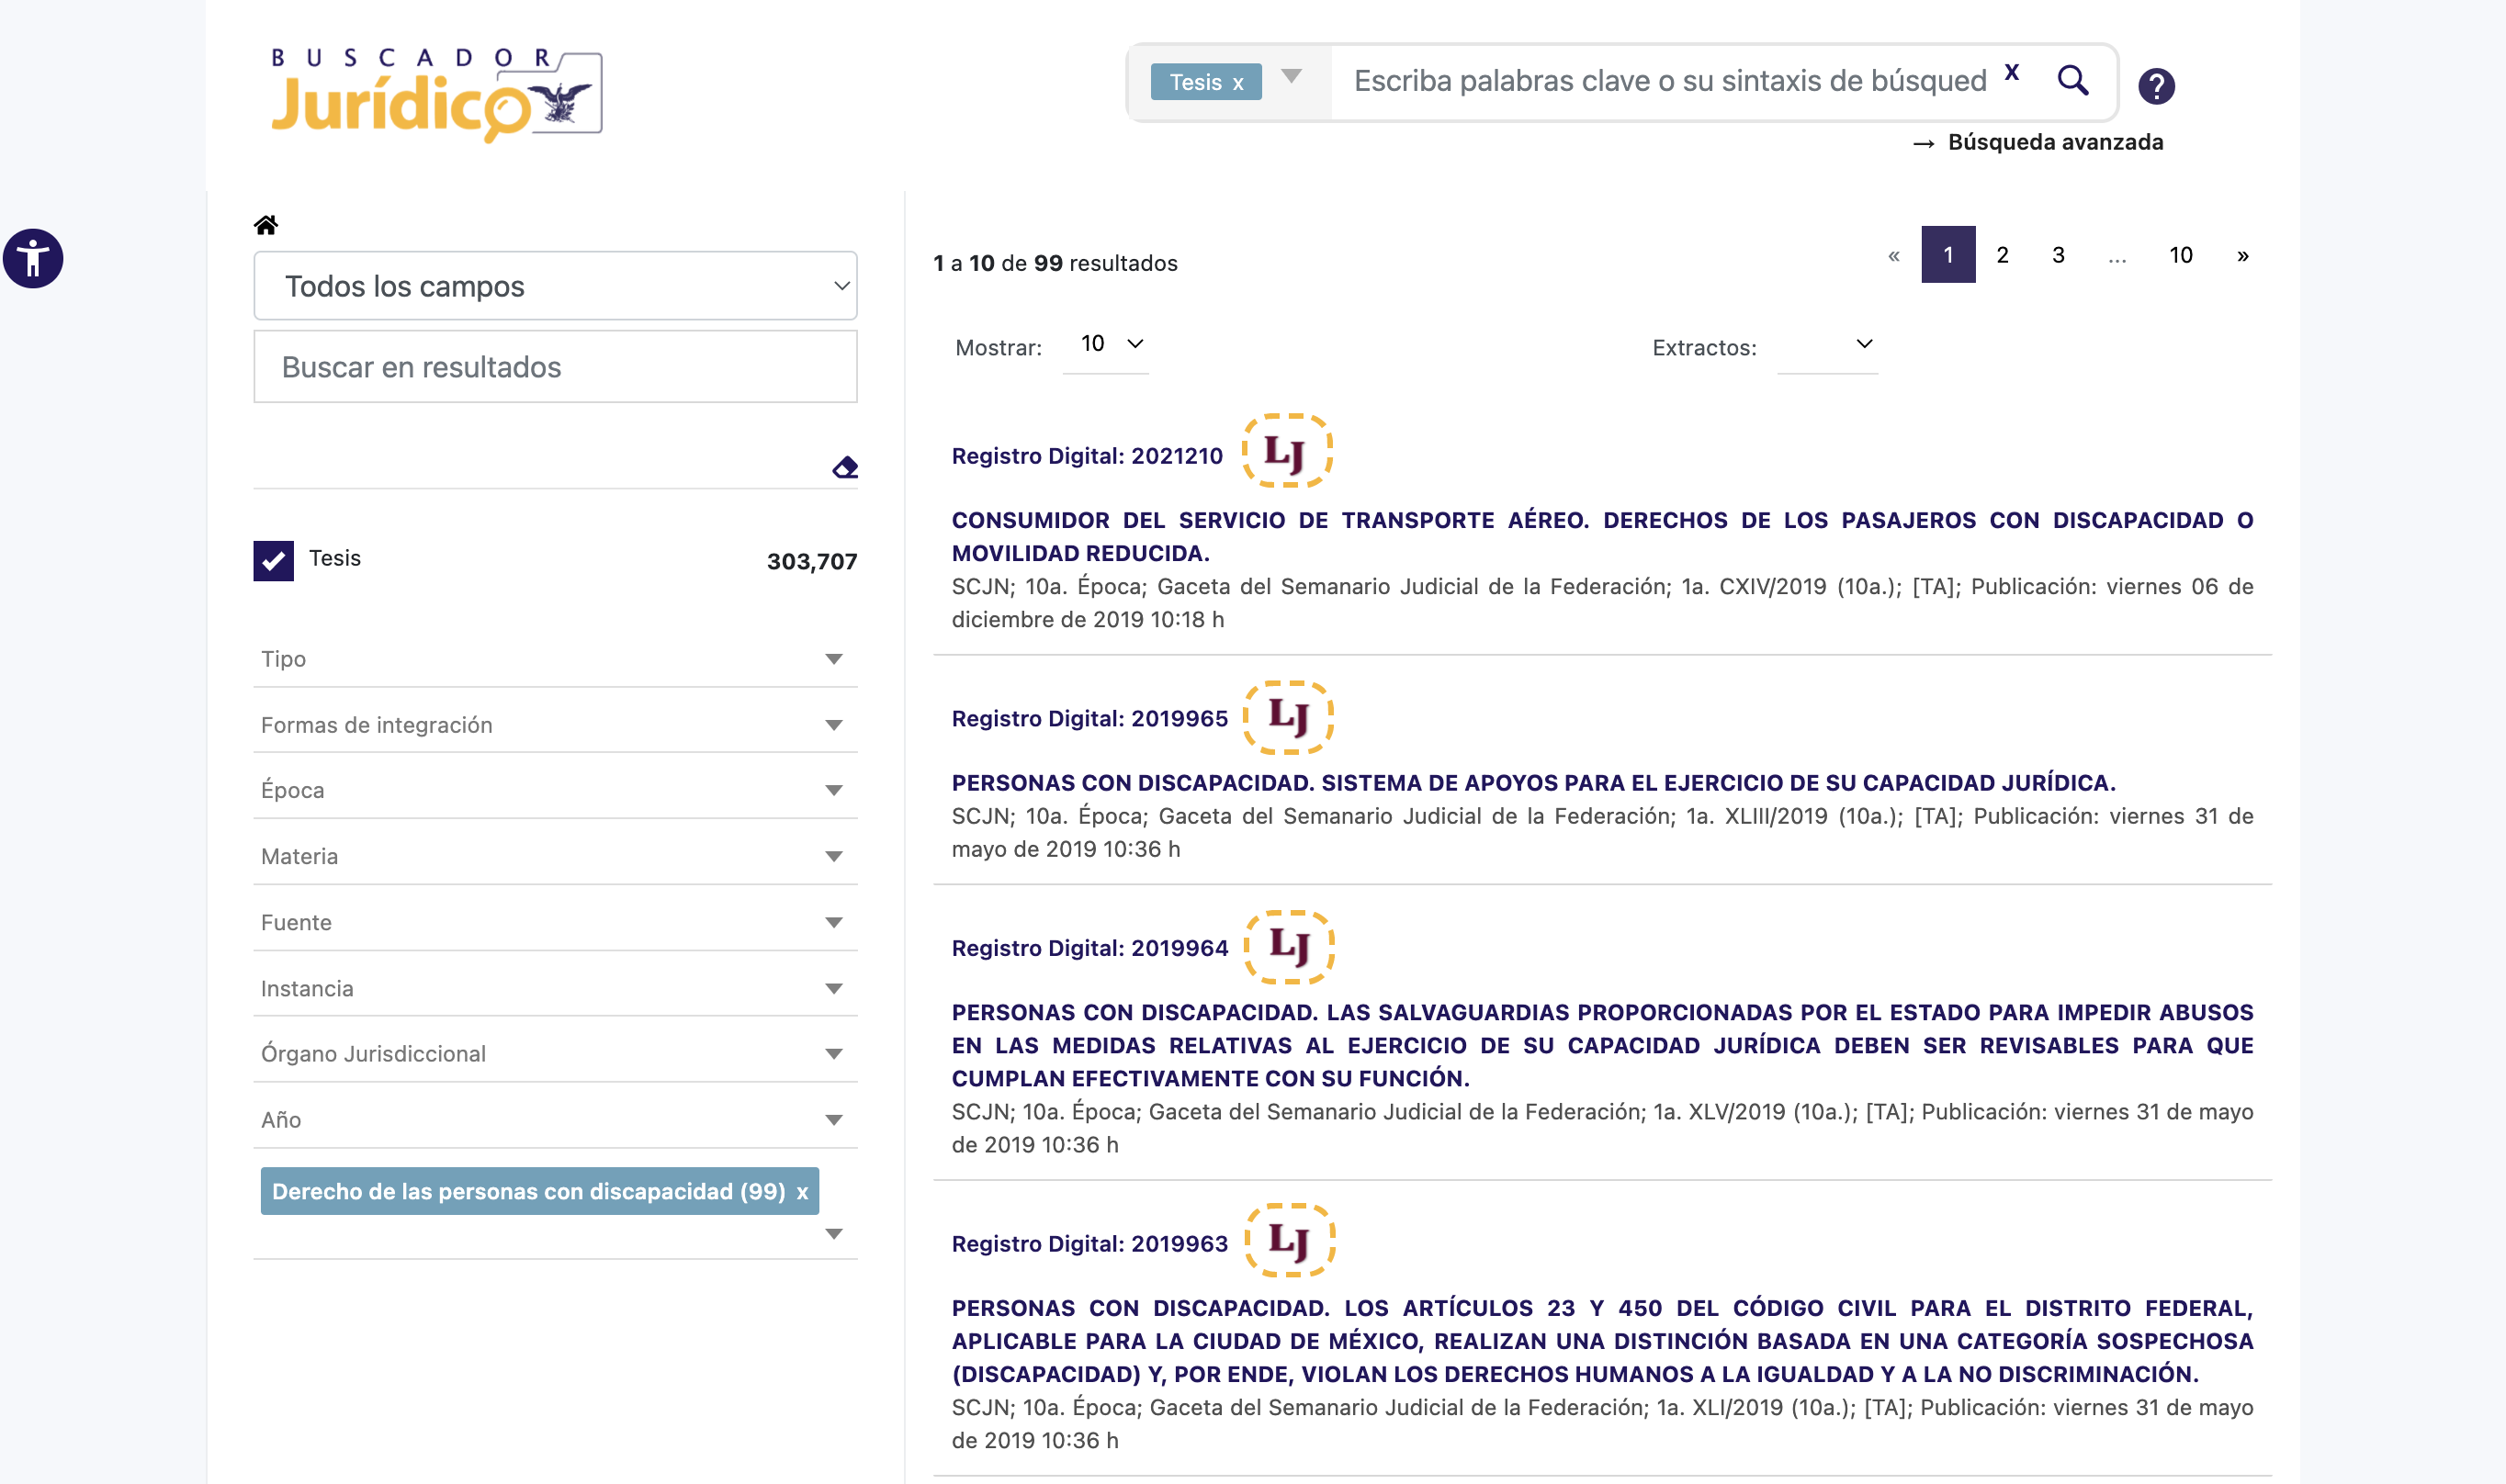 BUSCADOR
Jurídico
Tesis x
Escriba palabras clave o su sintaxis de búsqued
x
?
→ Búsqueda avanzada
Todos los campos
Buscar en resultados
Tesis
303,707
Tipo
Formas de integración
Época
Materia
Fuente
Instancia
Órgano Jurisdiccional
Año
Derecho de las personas con discapacidad (99) x
1 a 10 de 99 resultados
« 1 2 3 ... 10 »
Mostrar: 10
Extractos:
Registro Digital: 2021210 LJ
CONSUMIDOR DEL SERVICIO DE TRANSPORTE AÉREO. DERECHOS DE LOS PASAJEROS CON DISCAPACIDAD O
MOVILIDAD REDUCIDA.
SCJN; 10a. Época; Gaceta del Semanario Judicial de la Federación; 1a. CXIV/2019 (10a.); [TA]; Publicación: viernes 06 de
diciembre de 2019 10:18 h
Registro Digital: 2019965 LJ
PERSONAS CON DISCAPACIDAD. SISTEMA DE APOYOS PARA EL EJERCICIO DE SU CAPACIDAD JURÍDICA.
SCJN; 10a. Época; Gaceta del Semanario Judicial de la Federación; 1a. XLIII/2019 (10a.); [TA]; Publicación: viernes 31 de
mayo de 2019 10:36 h
Registro Digital: 2019964 LJ
PERSONAS CON DISCAPACIDAD. LAS SALVAGUARDIAS PROPORCIONADAS POR EL ESTADO PARA IMPEDIR ABUSOS
EN LAS MEDIDAS RELATIVAS AL EJERCICIO DE SU CAPACIDAD JURÍDICA DEBEN SER REVISABLES PARA QUE
CUMPLAN EFECTIVAMENTE CON SU FUNCIÓN.
SCJN; 10a. Época; Gaceta del Semanario Judicial de la Federación; 1a. XLV/2019 (10a.); [TA]; Publicación: viernes 31 de mayo
de 2019 10:36 h
Registro Digital: 2019963 LJ
PERSONAS CON DISCAPACIDAD. LOS ARTÍCULOS 23 Y 450 DEL CÓDIGO CIVIL PARA EL DISTRITO FEDERAL,
APLICABLE PARA LA CIUDAD DE MÉXICO, REALIZAN UNA DISTINCIÓN BASADA EN UNA CATEGORÍA SOSPECHOSA
(DISCAPACIDAD) Y, POR ENDE, VIOLAN LOS DERECHOS HUMANOS A LA IGUALDAD Y A LA NO DISCRIMINACIÓN.
SCJN; 10a. Época; Gaceta del Semanario Judicial de la Federación; 1a. XLI/2019 (10a.); [TA]; Publicación: viernes 31 de mayo
de 2019 10:36 h